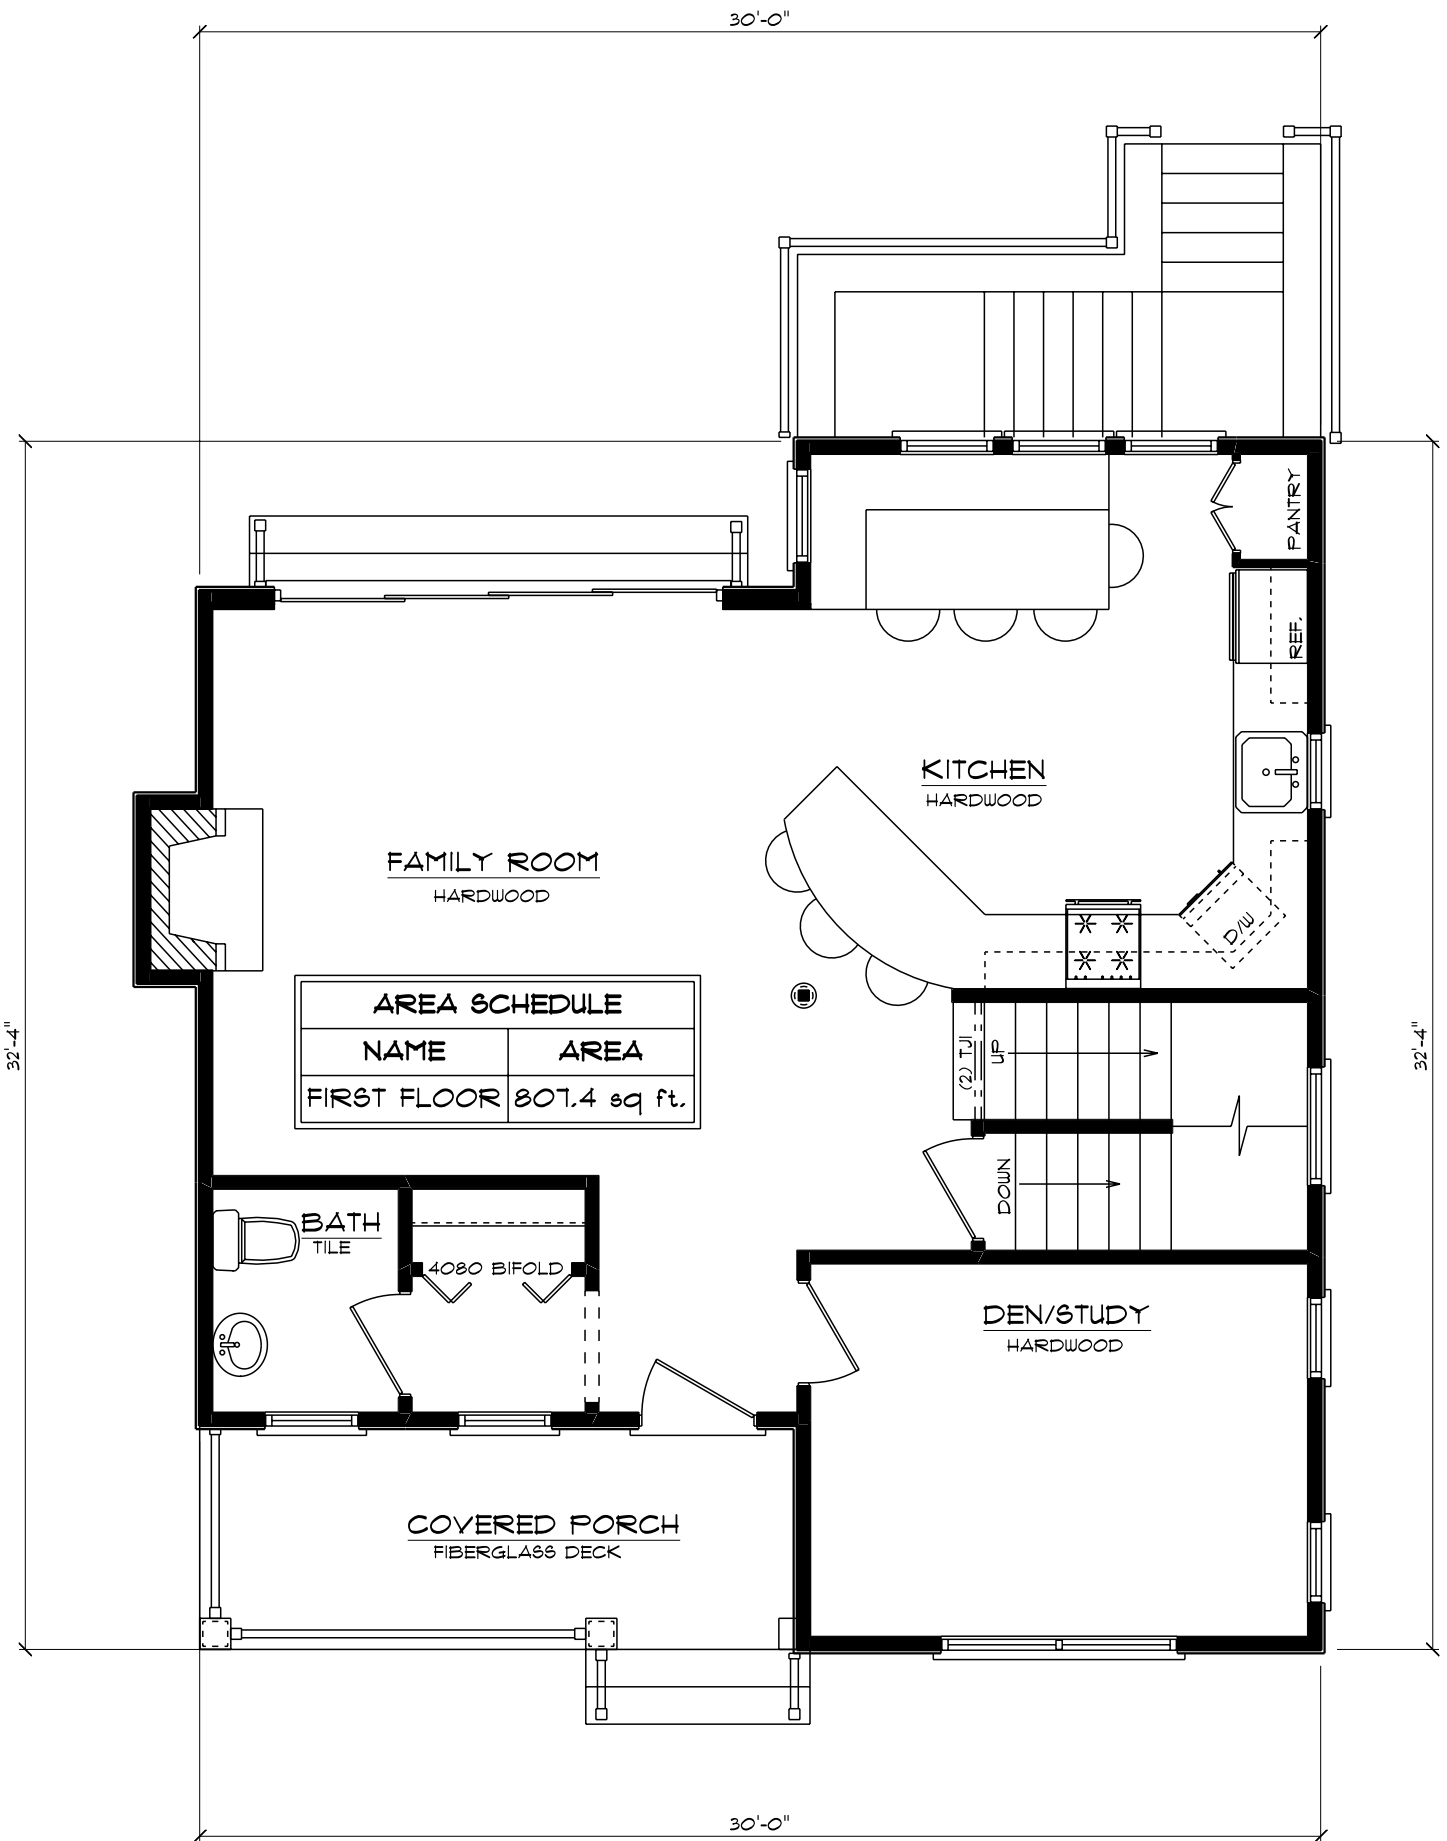 30'-0"
PANTRY
REF.
KITCHEN
HARDWOOD
FAMILY ROOM
HARDWOOD
D/W
AREA SCHEDULE
NAME AREA
FIRST FLOOR 807.4 sq ft.
32'-4"
32'-4"
(2) TJI
UP
DOWN
BATH
TILE
4080 BIFOLD
DEN/STUDY
HARDWOOD
COVERED PORCH
FIBERGLASS DECK
30'-0"